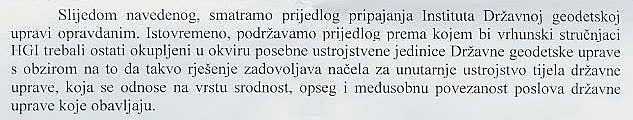 Slijedom navedenog, smatramo prijedlog pripajanja Instituta Državnoj geodetskoj
upravi opravdanim. Istovremeno, podržavamo prijedlog prema kojem bi vrhunski stručnjaci
HGI trebali ostati okupljeni u okviru posebne ustrojstvene jedinice Državne geodetske uprave
s obzirom na to da takvo rješenje zadovoljava načela za unutarnje ustrojstvo tijela državne
uprave, koja se odnose na vrstu srodnost, opseg i međusobnu povezanost poslova državne
uprave koje obavljaju.